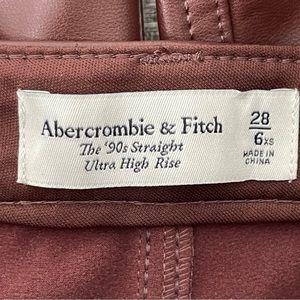 Abercrombie & Fitch
The '90s Straight
Ultra High Rise
28
6XS
MADE IN
CHINA